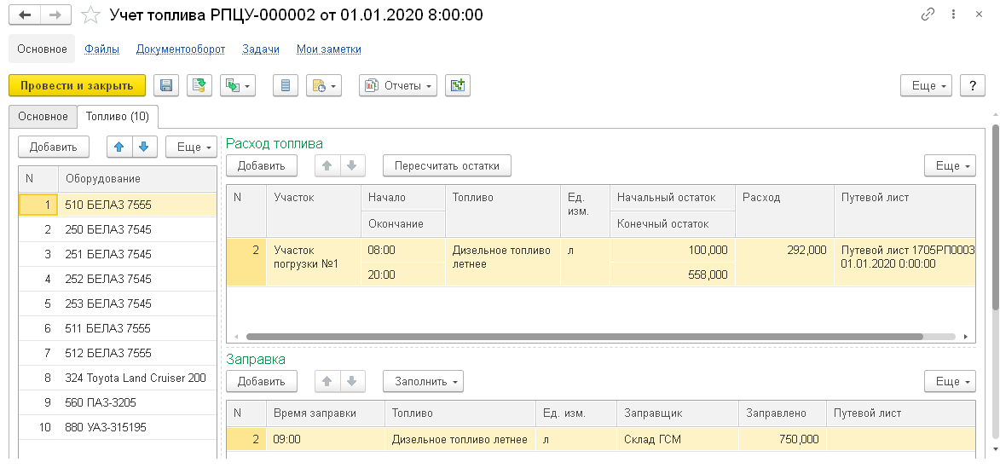 Учет топлива РПЦУ-000002 от 01.01.2020 8:00:00
Основное Файлы Документооборот Задачи Мои заметки
Провести и закрыть Отчеты Еще ?
Основное Топливо (10)
Добавить Еще
N Оборудование
1 510 БЕЛАЗ 7555
2 250 БЕЛАЗ 7545
3 251 БЕЛАЗ 7545
4 252 БЕЛАЗ 7545
5 253 БЕЛАЗ 7545
6 511 БЕЛАЗ 7555
7 512 БЕЛАЗ 7555
8 324 Toyota Land Cruiser 200
9 560 ПАЗ-3205
10 880 УАЗ-315195
Расход топлива
Добавить Пересчитать остатки Еще
N Участок Начало Топливо Ед. изм. Начальный остаток Расход Путевой лист
Окончание Конечный остаток
2 Участок погрузки №1 08:00 Дизельное топливо летнее л 100,000 292,000 Путевой лист 1705РП0003
20:00 558,000 01.01.2020 0:00:00
Заправка
Добавить Заполнить Еще
N Время заправки Топливо Ед. изм. Заправщик Заправлено Путевой лист
2 09:00 Дизельное топливо летнее л Склад ГСМ 750,000